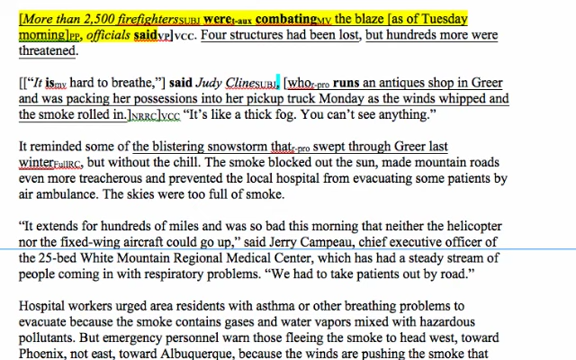 [More than 2,500 firefightersSUBJ weret-aux combatingMV the blaze [as of Tuesday
morning]PP, officials saidVP]VCC. Four structures had been lost, but hundreds more were
threatened.
[["It ismv hard to breathe,"] said Judy ClineSUBJ, [whor-pro runs an antiques shop in Greer
and was packing her possessions into her pickup truck Monday as the winds whipped and
the smoke rolled in.]NRRC]VCC "It's like a thick fog. You can't see anything."
It reminded some of the blistering snowstorm thatr-pro swept through Greer last
winterFullRC, but without the chill. The smoke blocked out the sun, made mountain roads
even more treacherous and prevented the local hospital from evacuating some patients by
air ambulance. The skies were too full of smoke.
"It extends for hundreds of miles and was so bad this morning that neither the helicopter
nor the fixed-wing aircraft could go up," said Jerry Campeau, chief executive officer of
the 25-bed White Mountain Regional Medical Center, which has had a steady stream of
people coming in with respiratory problems. "We had to take patients out by road."
Hospital workers urged area residents with asthma or other breathing problems to
evacuate because the smoke contains gases and water vapors mixed with hazardous
pollutants. But emergency personnel warn those fleeing the smoke to head west, toward
Phoenix, not east, toward Albuquerque, because the winds are pushing the smoke that